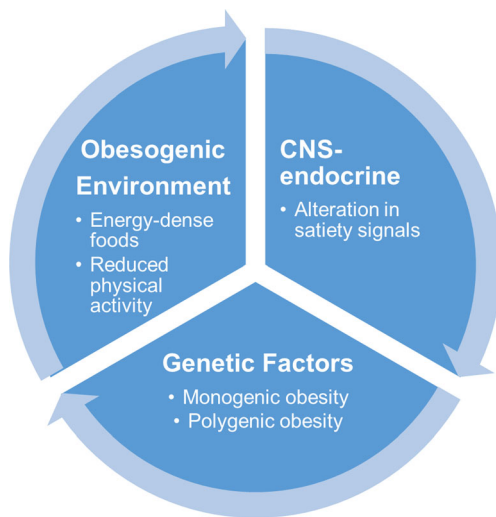 Obesogenic
Environment
• Energy-dense
foods
• Reduced
physical
activity
CNS-
endocrine
• Alteration in
satiety signals
Genetic Factors
• Monogenic obesity
• Polygenic obesity